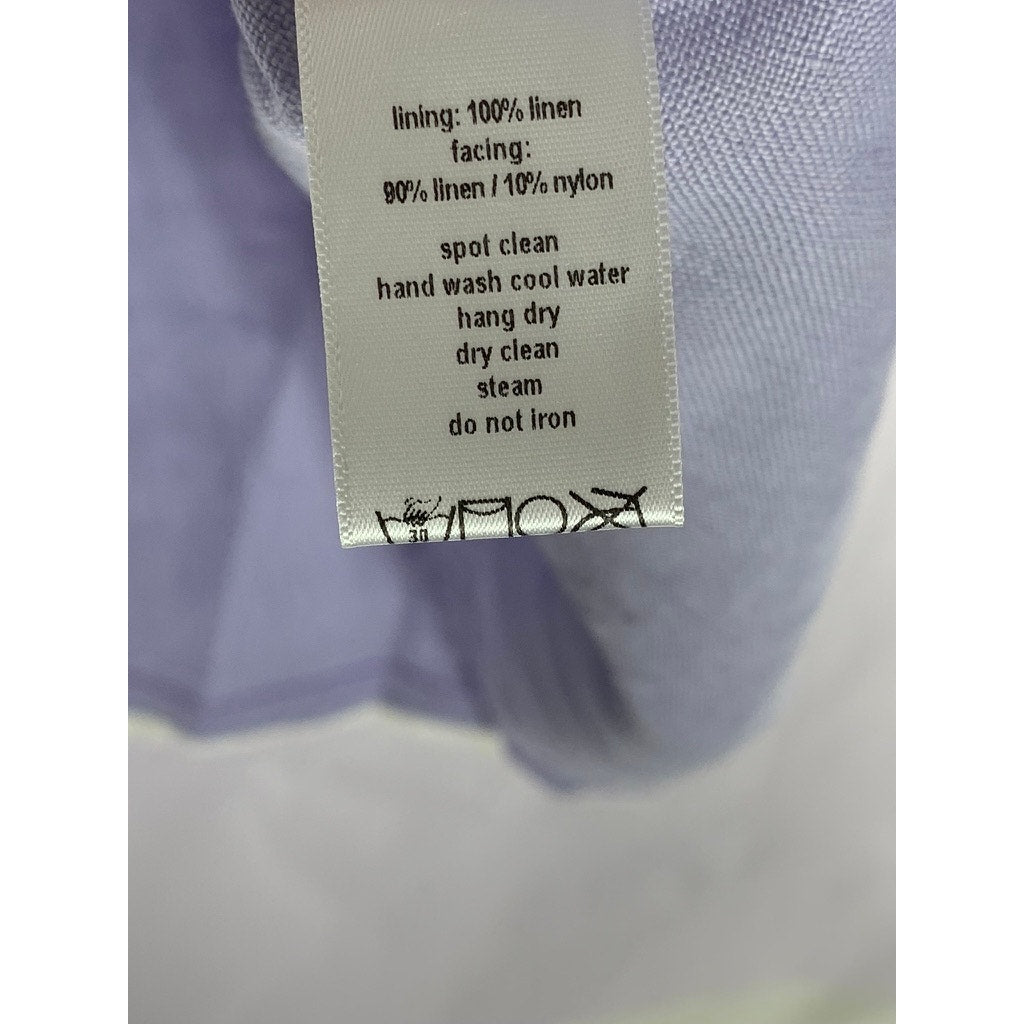 lining: 100% linen
facing:
90% linen / 10% nylon
spot clean
hand wash cool water
hang dry
dry clean
steam
do not iron
30